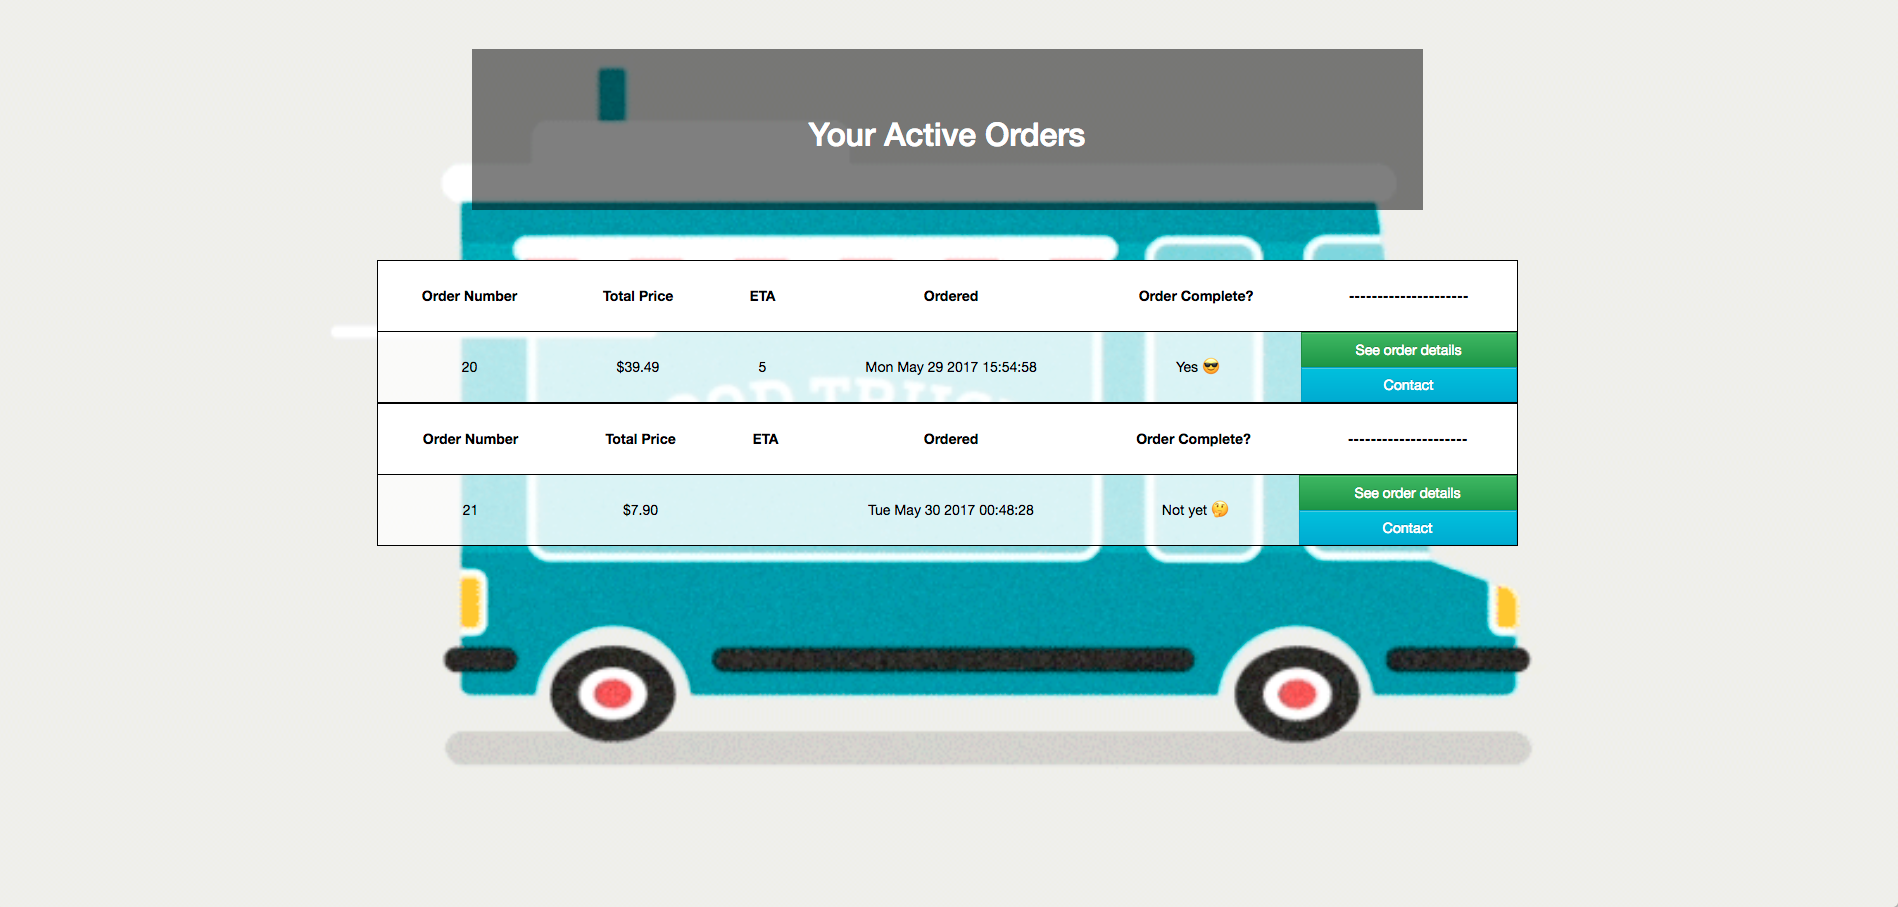 Your Active Orders
Order Number Total Price ETA Ordered Order Complete? ---------------------
20 $39.49 5 Mon May 29 2017 15:54:58 Yes 😎 See order details
Contact
Order Number Total Price ETA Ordered Order Complete? ---------------------
21 $7.90 Tue May 30 2017 00:48:28 Not yet 🤔 See order details
Contact